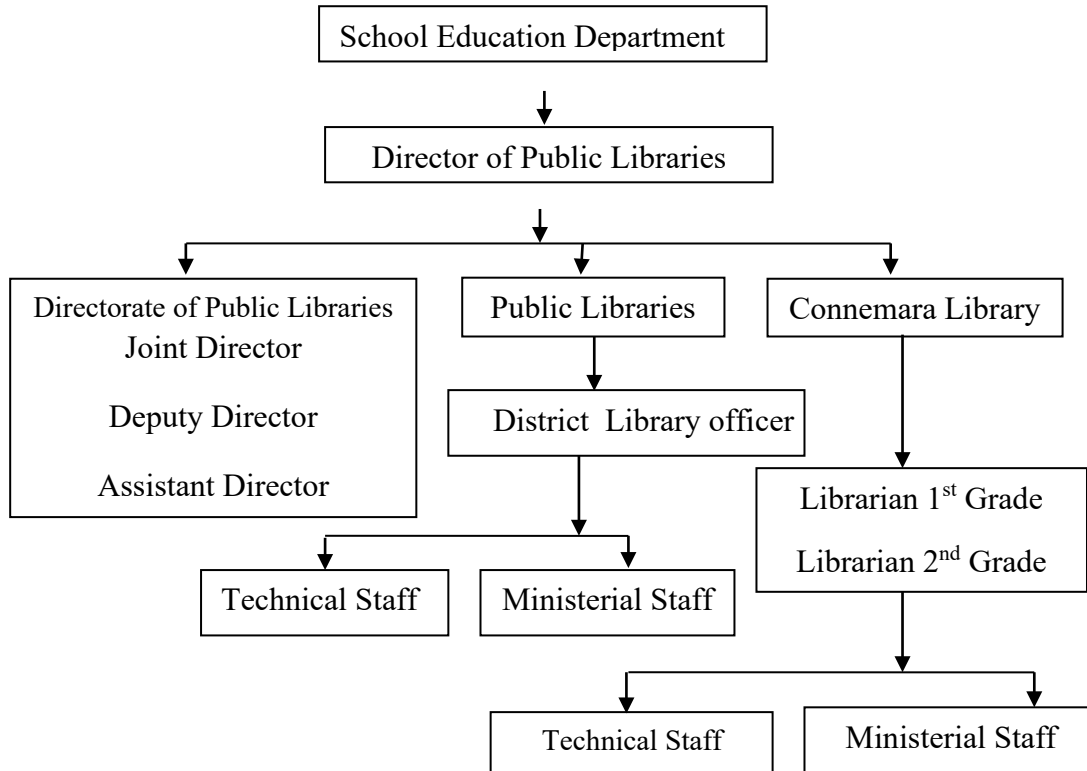 School Education Department
Director of Public Libraries
Directorate of Public Libraries
Joint Director
Deputy Director
Assistant Director
Public Libraries
Connemara Library
District Library officer
Librarian 1st Grade
Librarian 2nd Grade
Technical Staff
Ministerial Staff
Technical Staff
Ministerial Staff